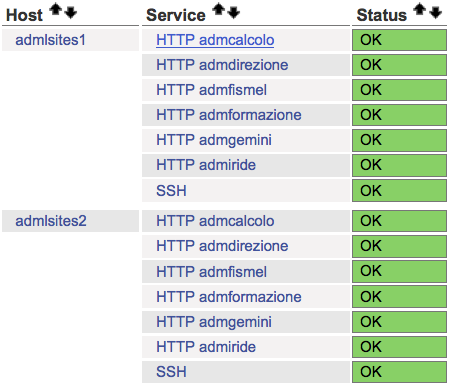 Host Service Status
admlsites1 HTTP admcalcolo OK
HTTP admdirezione OK
HTTP admfismel OK
HTTP admformazione OK
HTTP admgemini OK
HTTP admiride OK
SSH OK
admlsites2 HTTP admcalcolo OK
HTTP admdirezione OK
HTTP admfismel OK
HTTP admformazione OK
HTTP admgemini OK
HTTP admiride OK
SSH OK